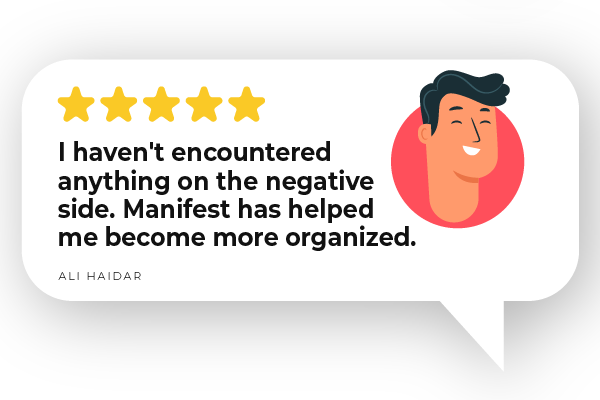 I haven't encountered
anything on the negative
side. Manifest has helped
me become more organized.
ALI HAIDAR